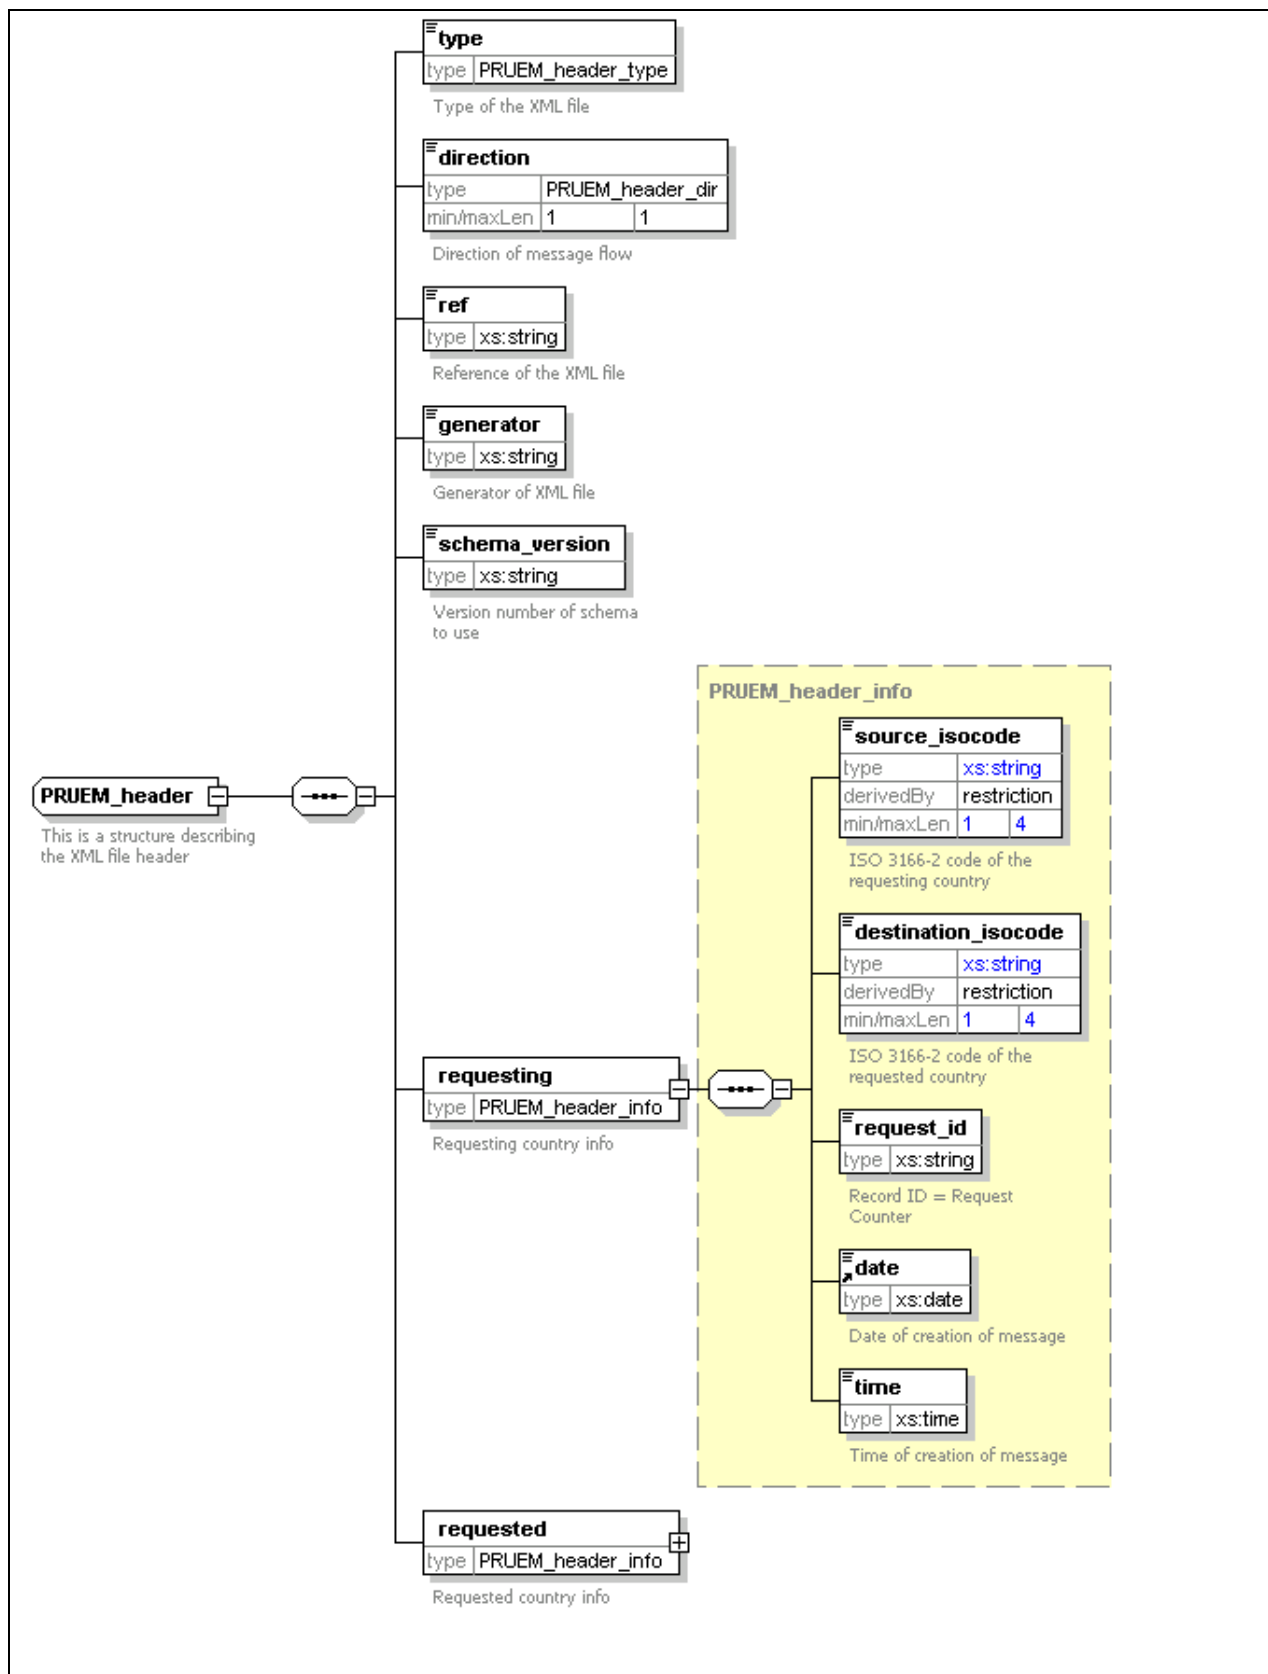 type
type PRUEM_header_type
Type of the XML file
direction
type PRUEM_header_dir
min/maxLen 1 1
Direction of message flow
ref
type xs:string
Reference of the XML file
generator
type xs:string
Generator of XML file
schema_version
type xs:string
Version number of schema
to use
PRUEM_header
This is a structure describing
the XML file header
PRUEM_header_info
source_isocode
type xs:string
derivedBy restriction
min/maxLen 1 4
ISO 3166-2 code of the
requesting country
destination_isocode
type xs:string
derivedBy restriction
min/maxLen 1 4
ISO 3166-2 code of the
requested country
requesting
type PRUEM_header_info
Requesting country info
request_id
type xs:string
Record ID = Request
Counter
date
type xs:date
Date of creation of message
time
type xs:time
Time of creation of message
requested
type PRUEM_header_info
Requested country info